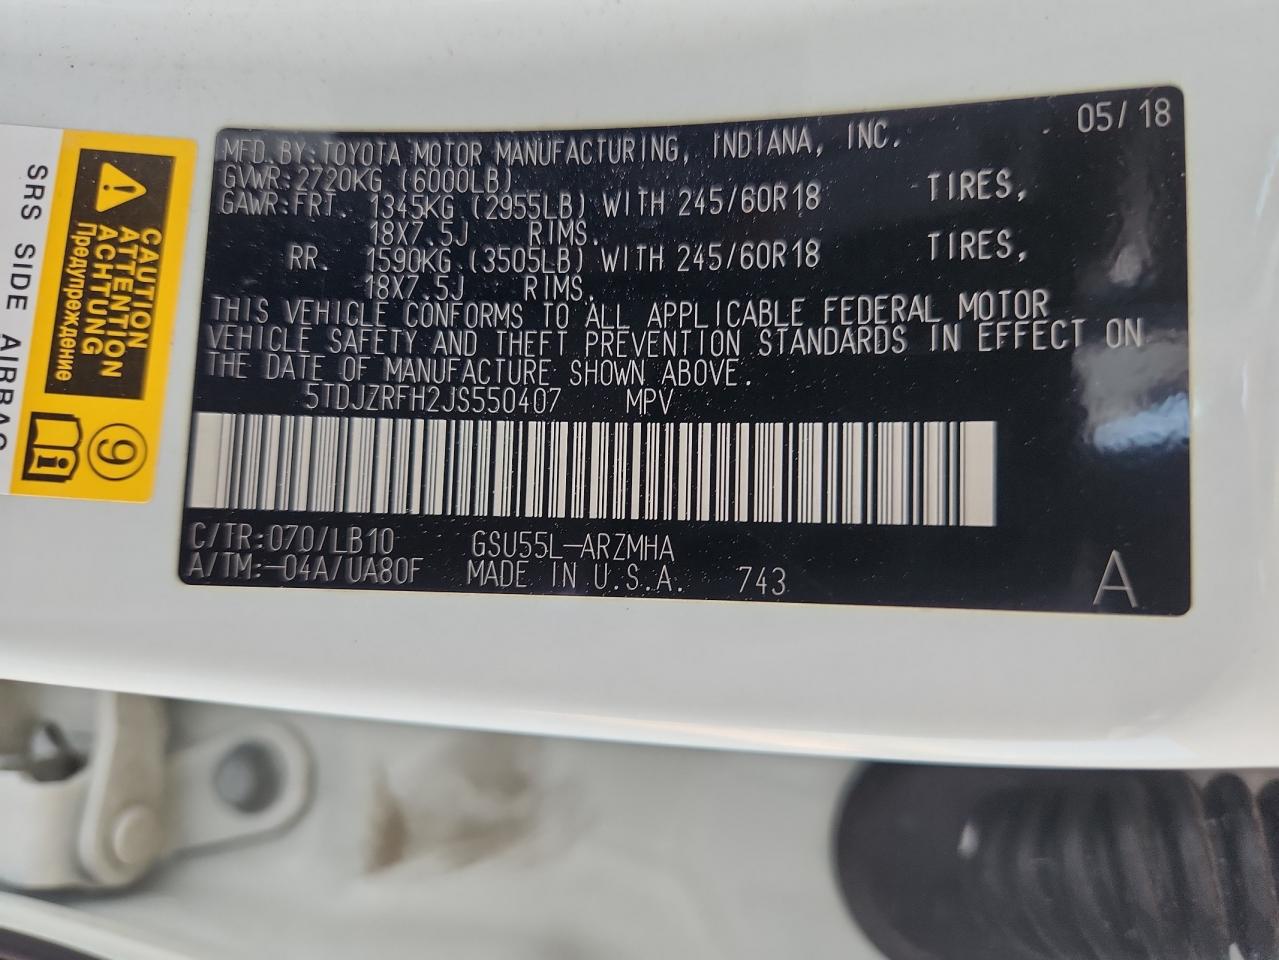 MFD. BY: TOYOTA MOTOR MANUFACTURING, INDIANA, INC. 05/18
GVWR: 2720KG (6000LB)
GAWR: FRT. 1345KG (2955LB) WITH 245/60R18 TIRES,
18X7.5J RIMS.
RR. 1590KG (3505LB) WITH 245/60R18 TIRES,
18X7.5J RIMS.
THIS VEHICLE CONFORMS TO ALL APPLICABLE FEDERAL MOTOR
VEHICLE SAFETY AND THEFT PREVENTION STANDARDS IN EFFECT ON
THE DATE OF MANUFACTURE SHOWN ABOVE.
5TDJZRFH2JS550407 MPV
C/TR: 070/LB10 GSU55L-ARZMHA
A/TM: -04A/UA80F MADE IN U.S.A. 743 A
CAUTION
ATTENTION
ACHTUNG
Предупреждение
9
SRS SIDE AIRBAG